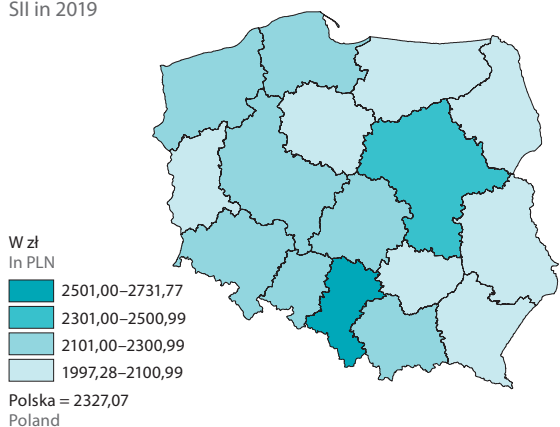 SII in 2019
W zł
In PLN
2501,00–2731,77
2301,00–2500,99
2101,00–2300,99
1997,28–2100,99
Polska = 2327,07
Poland